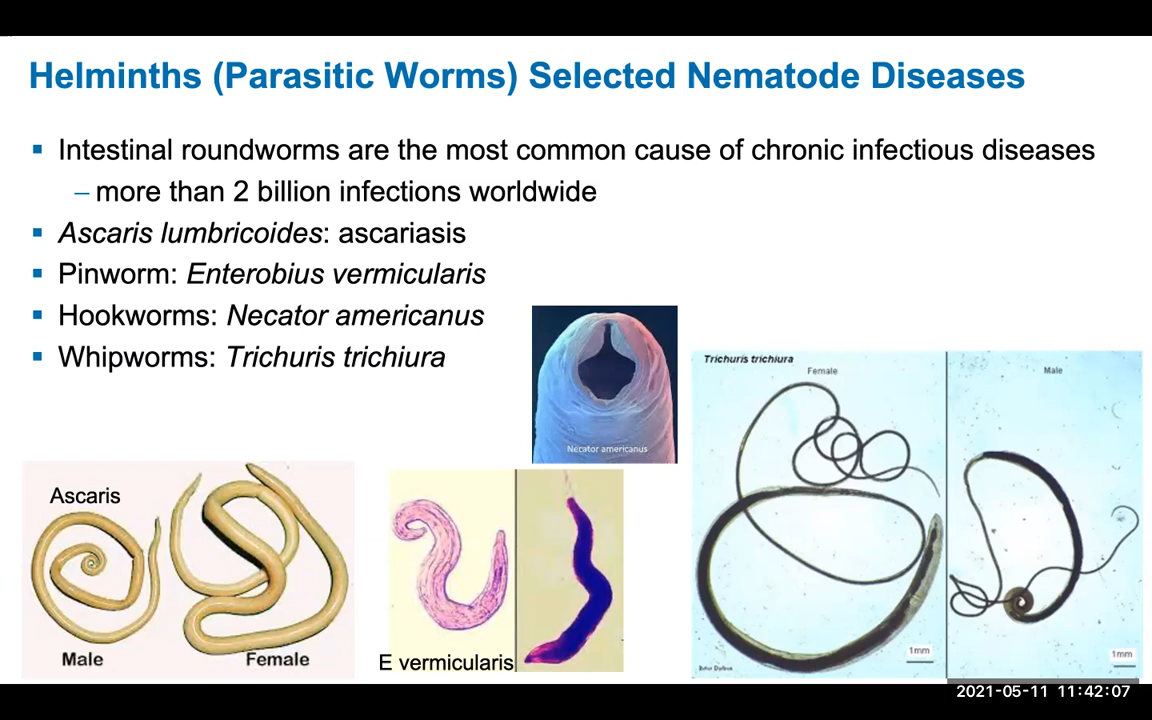 Helminths (Parasitic Worms) Selected Nematode Diseases
Intestinal roundworms are the most common cause of chronic infectious diseases
– more than 2 billion infections worldwide
Ascaris lumbricoides: ascariasis
Pinworm: Enterobius vermicularis
Hookworms: Necator americanus
Whipworms: Trichuris trichiura
Necator americanus
Trichuris trichiura
Female
Male
Ascaris
Male
Female
E vermicularis
1mm
1mm
2021-05-11 11:42:07